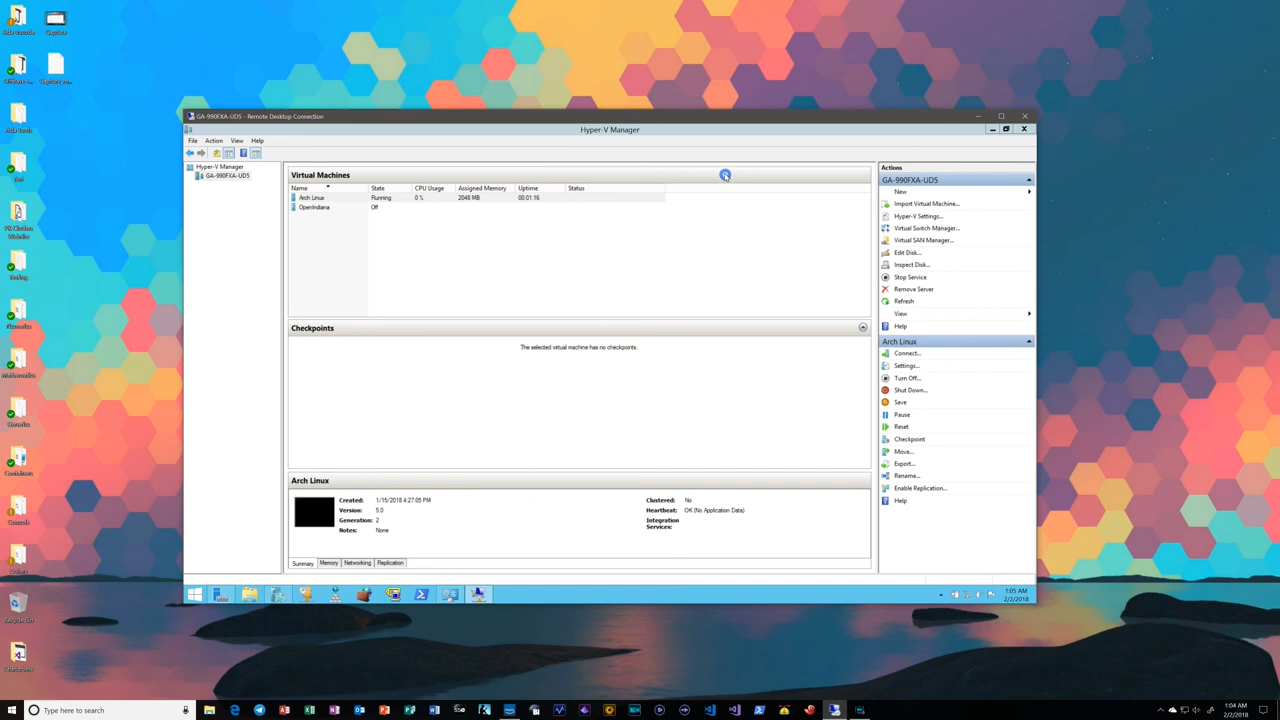 Capture
GA-990FXA-UD5 - Remote Desktop Connection
Hyper-V Manager
File Action View Help
Hyper-V Manager
GA-990FXA-UD5
Virtual Machines
Name State CPU Usage Assigned Memory Uptime Status
Arch Linux Running 0 % 2048 MB 00:01:16
OpenIndiana Off
Checkpoints
The selected virtual machine has no checkpoints.
Arch Linux
Created: 1/15/2018 4:27:05 PM
Version: 5.0
Generation: 2
Notes: None
Clustered: No
Heartbeat: OK (No Application Data)
Integration
Services:
Summary Memory Networking Replication
Actions
GA-990FXA-UD5
New
Import Virtual Machine...
Hyper-V Settings...
Virtual Switch Manager...
Virtual SAN Manager...
Edit Disk...
Inspect Disk...
Stop Service
Remove Server
Refresh
View
Help
Arch Linux
Connect...
Settings...
Turn Off...
Shut Down...
Save
Pause
Reset
Checkpoint
Move...
Export...
Rename...
Enable Replication...
Help
1:05 AM
2/2/2018
Recycle Bin
Type here to search
1:04 AM
2/2/2018